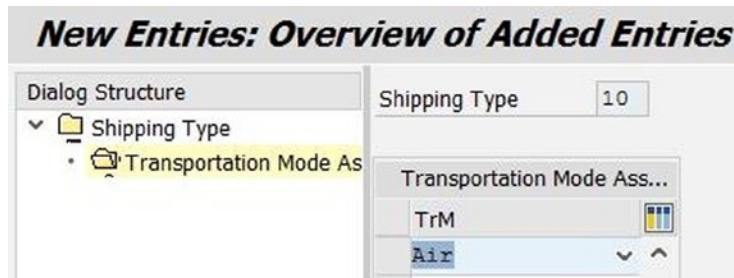 New Entries: Overview of Added Entries
Dialog Structure
Shipping Type
Transportation Mode As
Shipping Type 10
Transportation Mode Ass...
TrM
Air